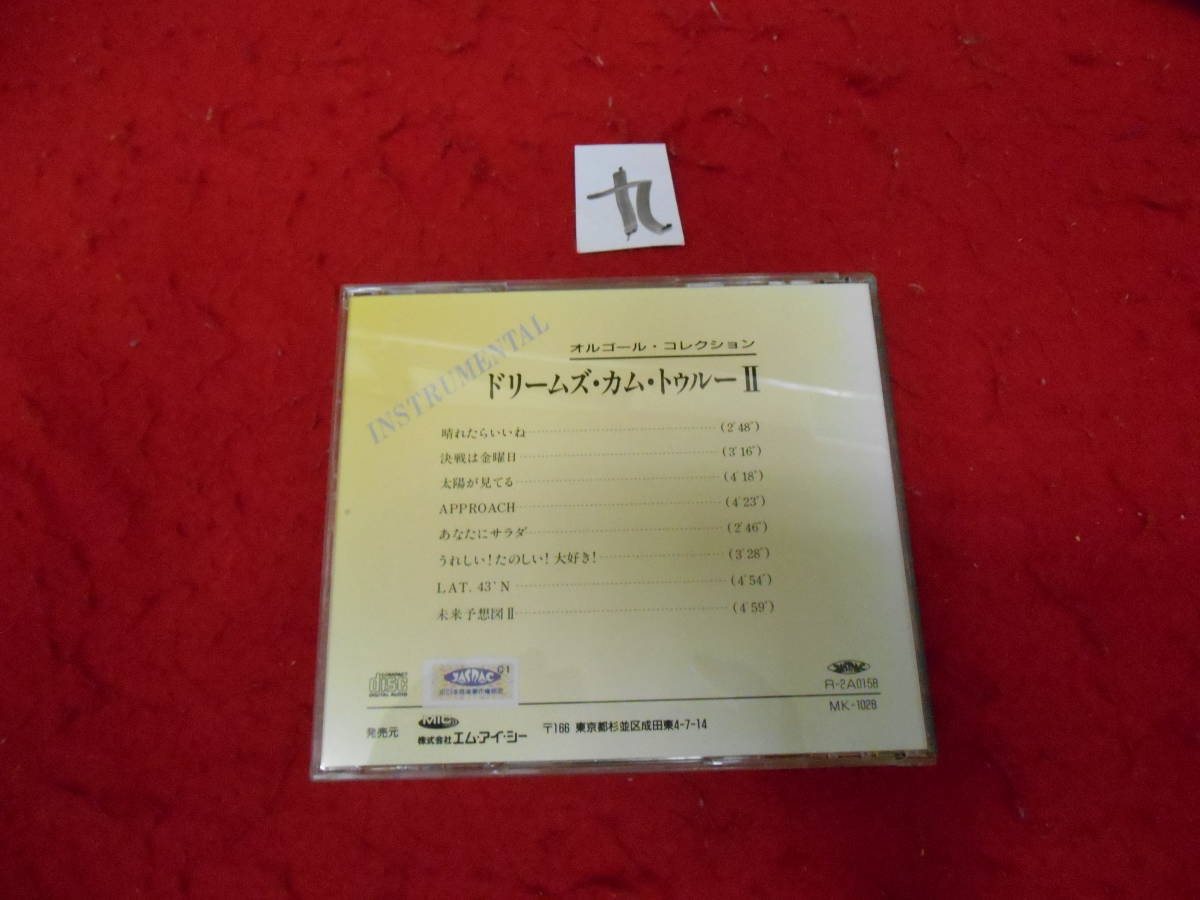 九
INSTRUMENTAL
オルゴール・コレクション
ドリームズ・カム・トゥルーII
晴れたらいいね (2'48")
決戦は金曜日 (3'16")
太陽が見てる (4'18")
APPROACH (4'23")
あなたにサラダ (2'46")
うれしい!たのしい!大好き! (3'28")
LAT. 43°N (4'54")
未来予想図II (4'59")
COMPACT
disc
DIGITAL AUDIO
01
JASRAC
JASRAC
R-2A0158
MK-1028
発売元
MIC
株式会社エム・アイ・シー
〒166 東京都杉並区成田東4-7-14